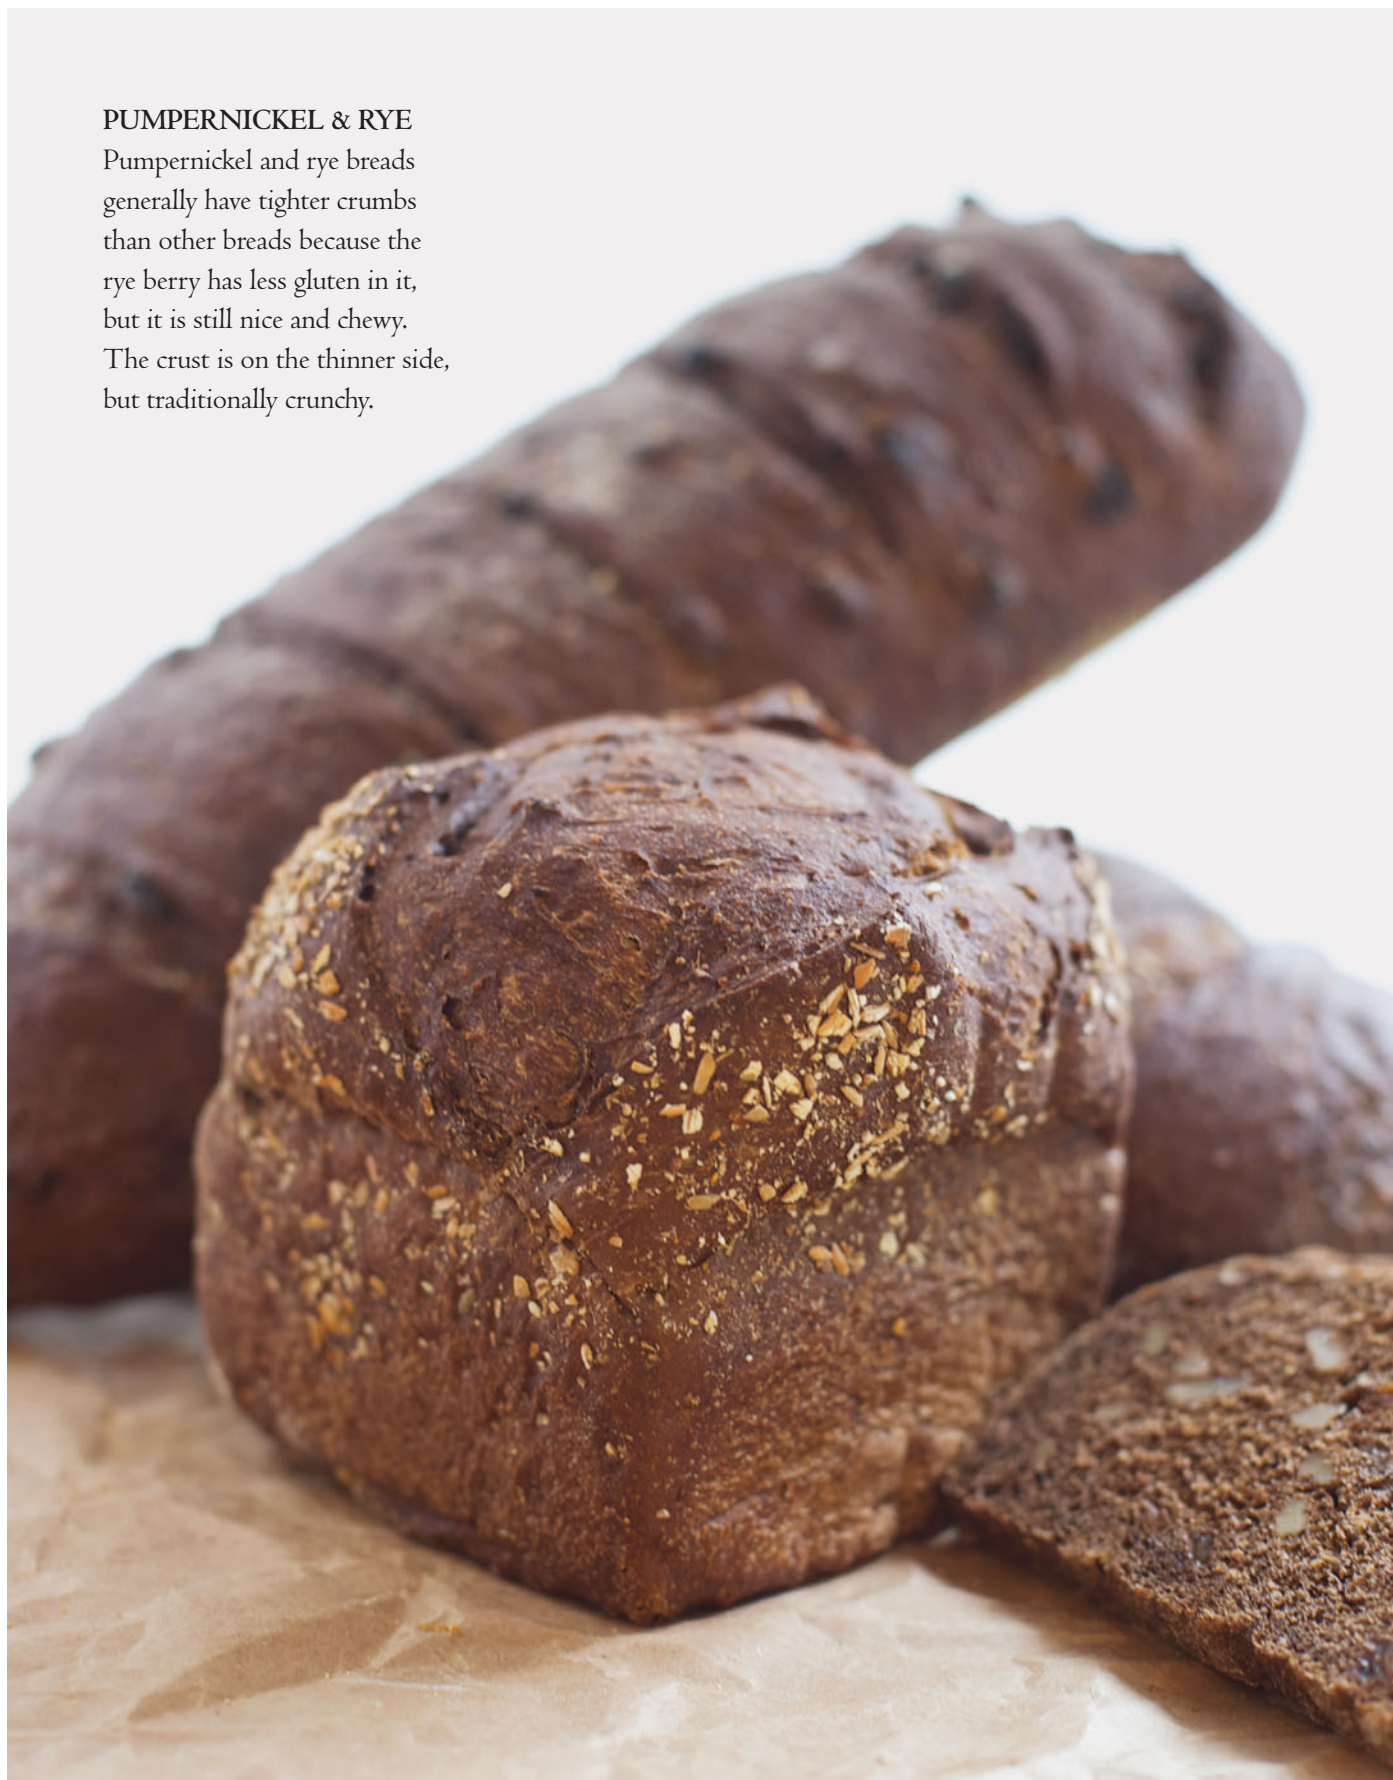 PUMPERNICKEL & RYE
Pumpernickel and rye breads
generally have tighter crumbs
than other breads because the
rye berry has less gluten in it,
but it is still nice and chewy.
The crust is on the thinner side,
but traditionally crunchy.